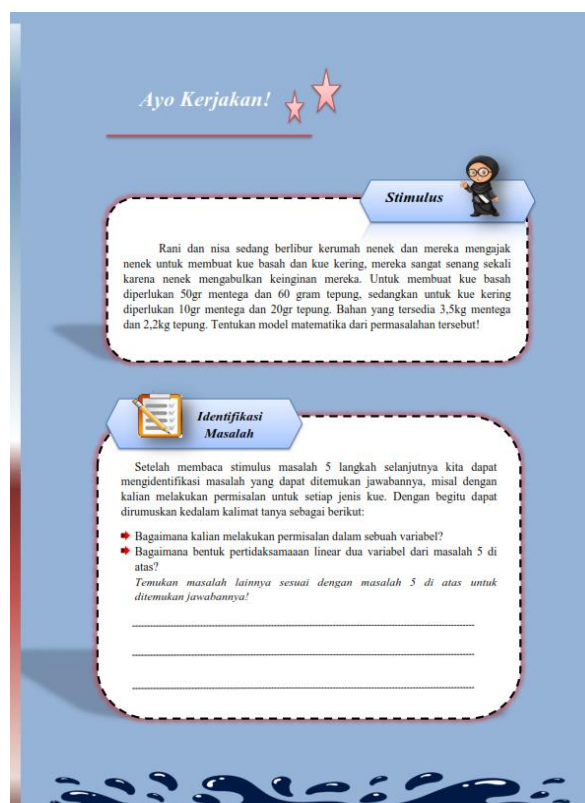 Ayo Kerjakan!
Stimulus
Rani dan nisa sedang berlibur kerumah nenek dan mereka mengajak
nenek untuk membuat kue basah dan kue kering, mereka sangat senang sekali
karena nenek mengabulkan keinginan mereka. Untuk membuat kue basah
diperlukan 50gr mentega dan 60 gram tepung, sedangkan untuk kue kering
diperlukan 10gr mentega dan 20gr tepung. Bahan yang tersedia 3,5kg mentega
dan 2,2kg tepung. Tentukan model matematika dari permasalahan tersebut!
Identifikasi
Masalah
Setelah membaca stimulus masalah 5 langkah selanjutnya kita dapat
mengidentifikasi masalah yang dapat ditemukan jawabannya, misal dengan
kalian melakukan permisalan untuk setiap jenis kue. Dengan begitu dapat
dirumuskan kedalam kalimat tanya sebagai berikut:
Bagaimana kalian melakukan permisalan dalam sebuah variabel?
Bagaimana bentuk pertidaksamaaan linear dua variabel dari masalah 5 di
atas?
Temukan masalah lainnya sesuai dengan masalah 5 di atas untuk
ditemukan jawabannya!